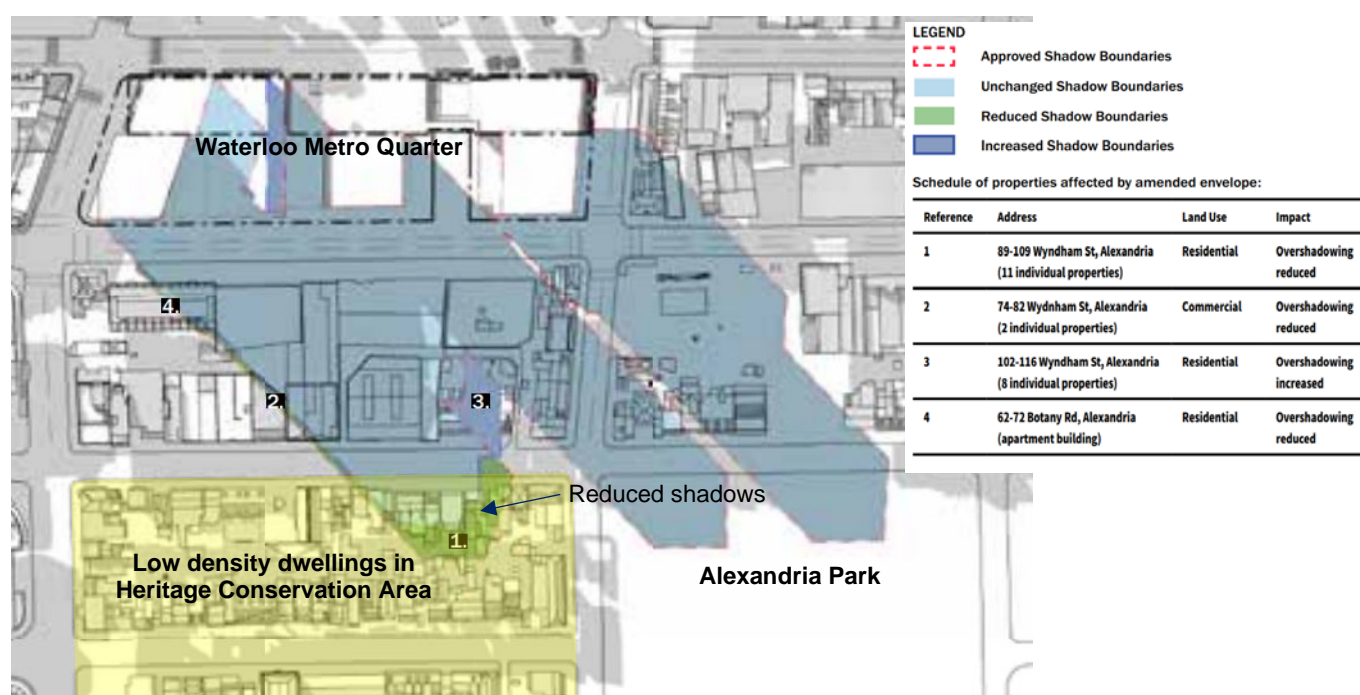 Waterloo Metro Quarter
4.
2.
3.
Reduced shadows
1.
Low density dwellings in
Heritage Conservation Area
Alexandria Park
LEGEND
Approved Shadow Boundaries
Unchanged Shadow Boundaries
Reduced Shadow Boundaries
Increased Shadow Boundaries
Schedule of properties affected by amended envelope:
Reference Address Land Use Impact
1 89-109 Wyndham St, Alexandria Residential Overshadowing
(11 individual properties) reduced
2 74-82 Wydnham St, Alexandria Commercial Overshadowing
(2 individual properties) reduced
3 102-116 Wyndham St, Alexandria Residential Overshadowing
(8 individual properties) increased
4 62-72 Botany Rd, Alexandria Residential Overshadowing
(apartment building) reduced